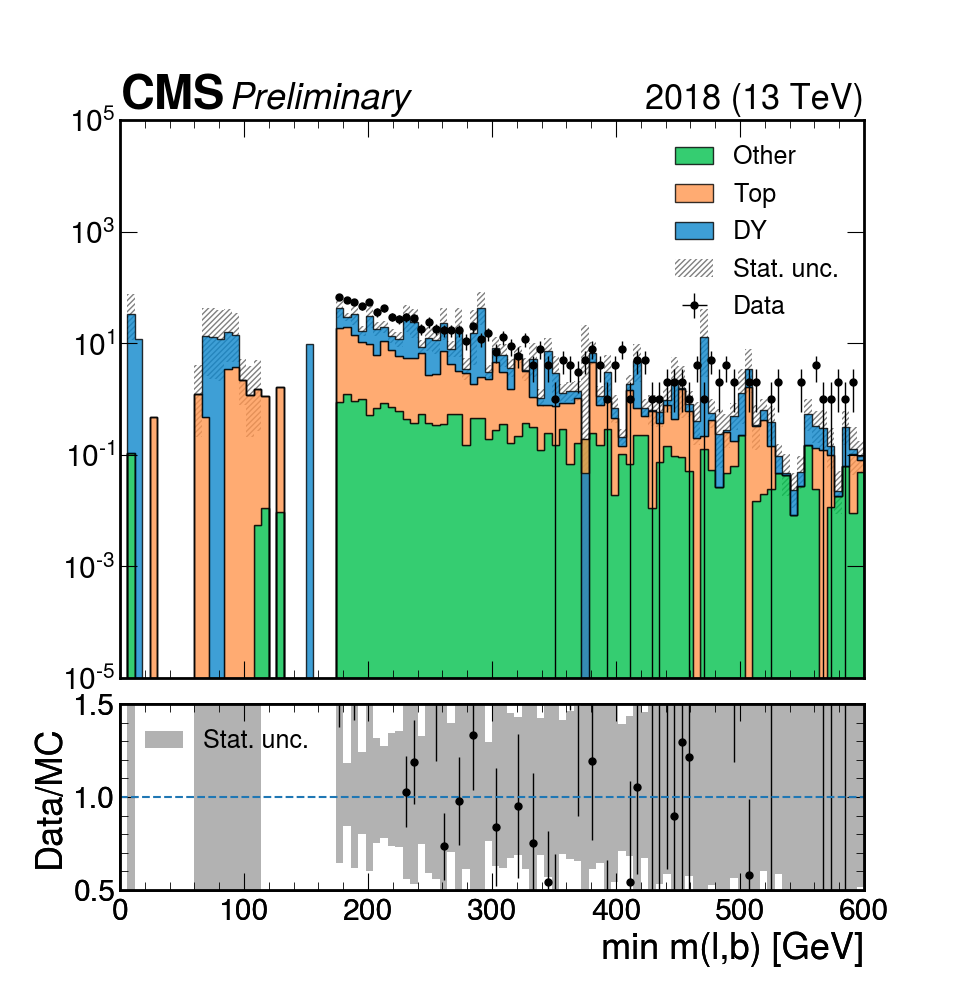 CMS Preliminary 2018 (13 TeV)
10^5
10^3
10^1
10^-1
10^-3
10^-5
Other
Top
DY
Stat. unc.
Data
Data/MC
1.5
1.0
0.5
Stat. unc.
0 100 200 300 400 500 600
min m(l,b) [GeV]